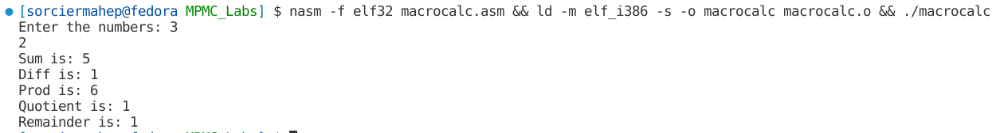 [sorciermahep@fedora MPMC_Labs] $ nasm -f elf32 macrocalc.asm && ld -m elf_i386 -s -o macrocalc macrocalc.o && ./macrocalc
Enter the numbers: 3
2
Sum is: 5
Diff is: 1
Prod is: 6
Quotient is: 1
Remainder is: 1